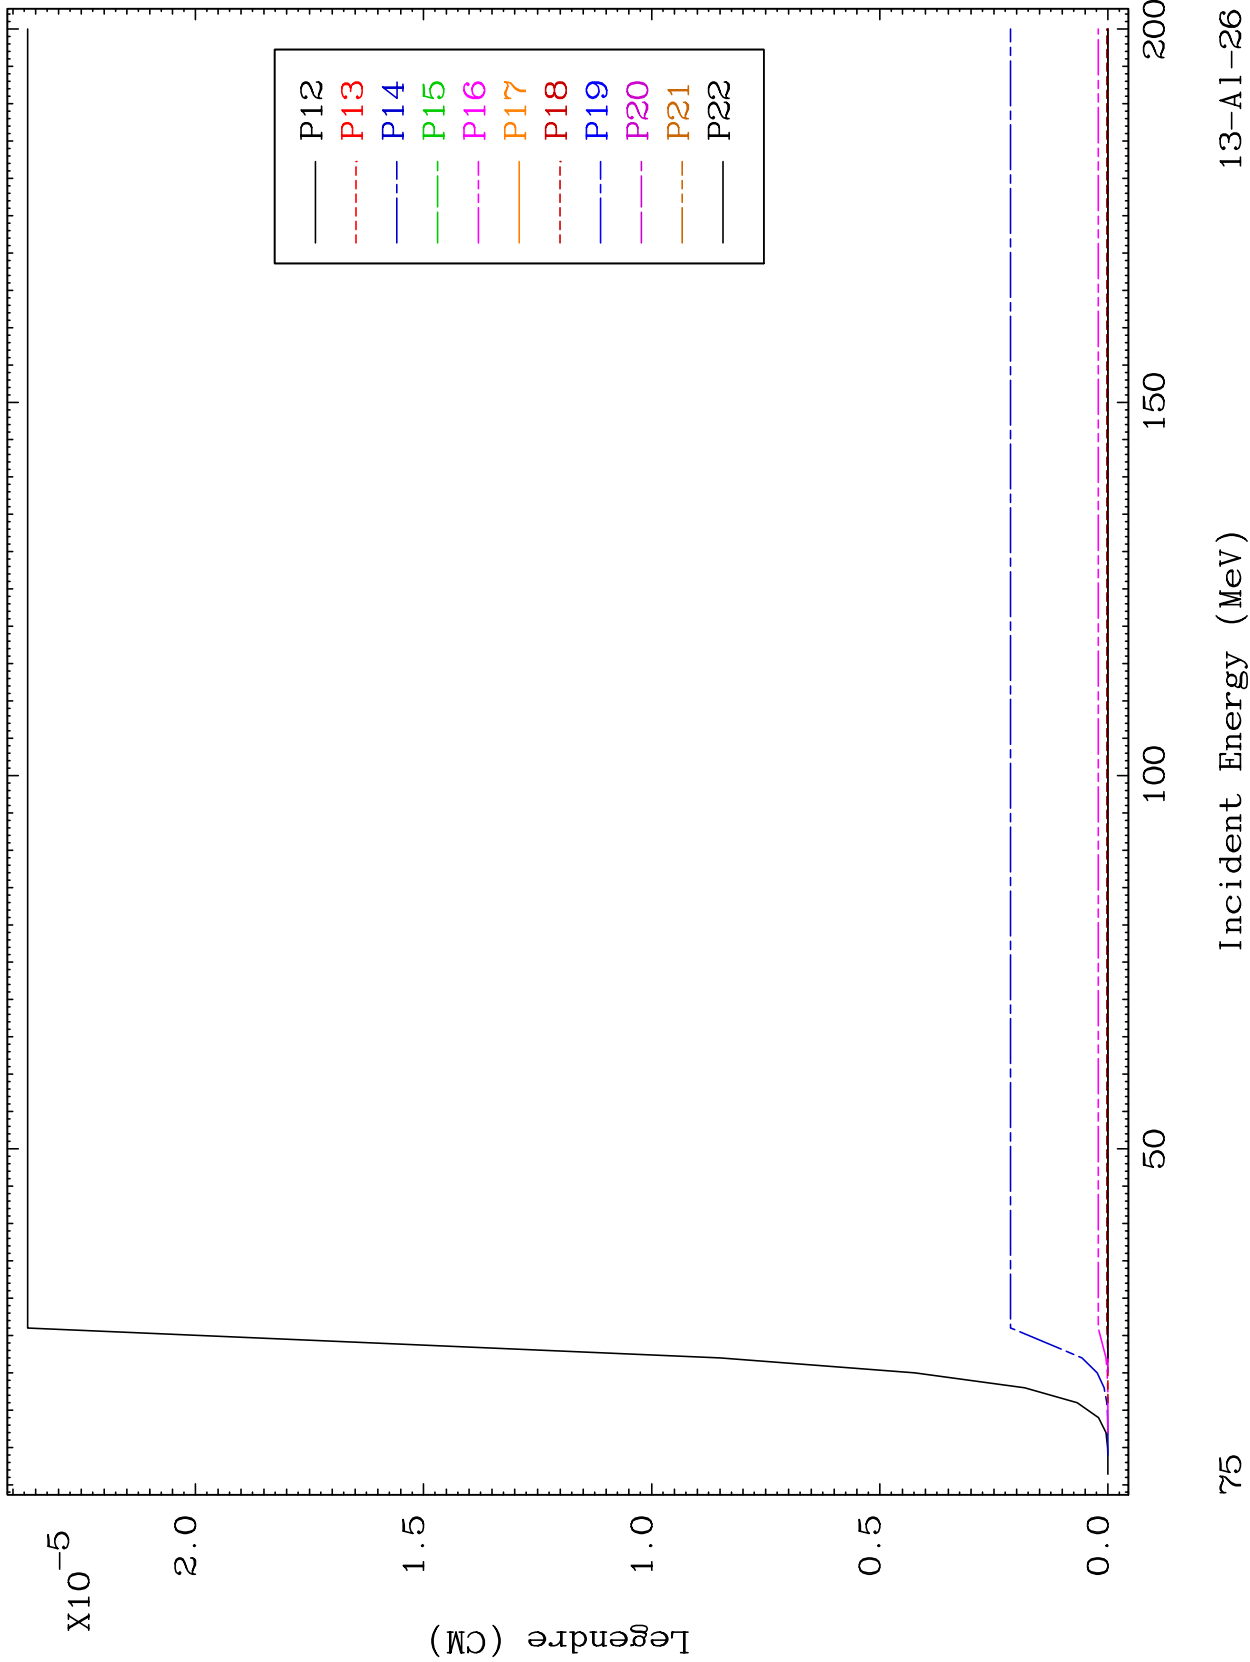 X10-5
2.0
1.5
1.0
0.5
0.0
Legendre (CM)
P12
P13
P14
P15
P16
P17
P18
P19
P20
P21
P22
50
100
150
200
75
Incident Energy (MeV)
13-Al-26